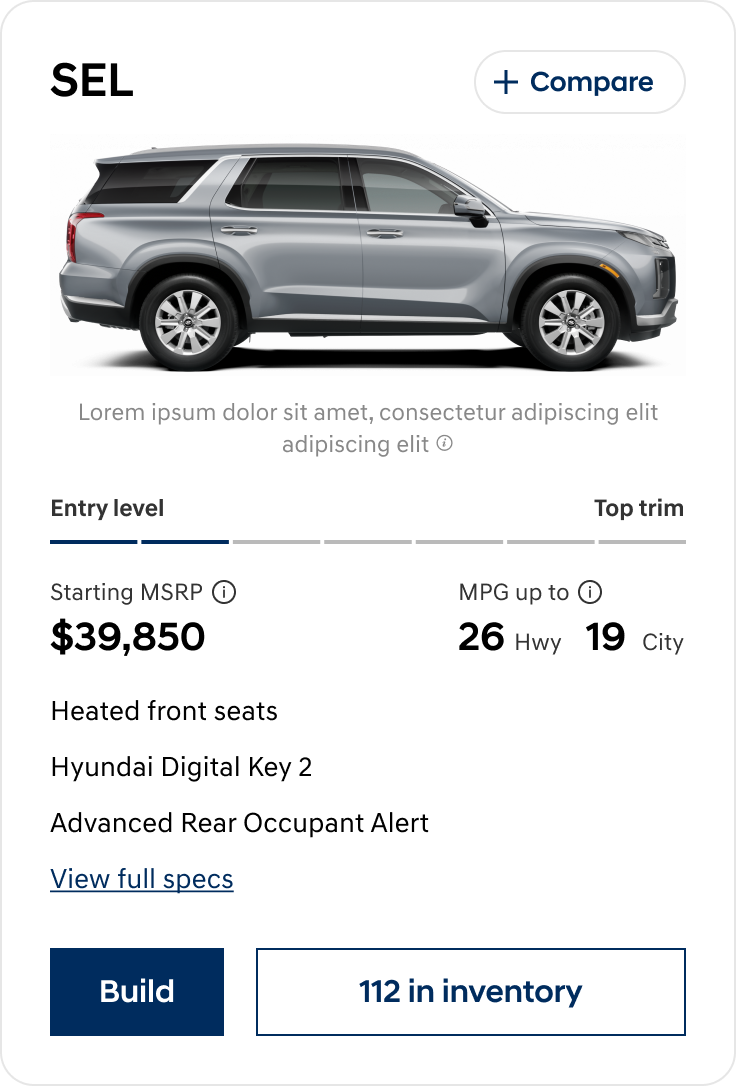 SEL
Compare
Lorem ipsum dolor sit amet, consectetur adipiscing elit
adipiscing elit
Entry level
Top trim
Starting MSRP
MPG up to
$39,850
26 Hwy 19 City
Heated front seats
Hyundai Digital Key 2
Advanced Rear Occupant Alert
View full specs
Build
112 in inventory